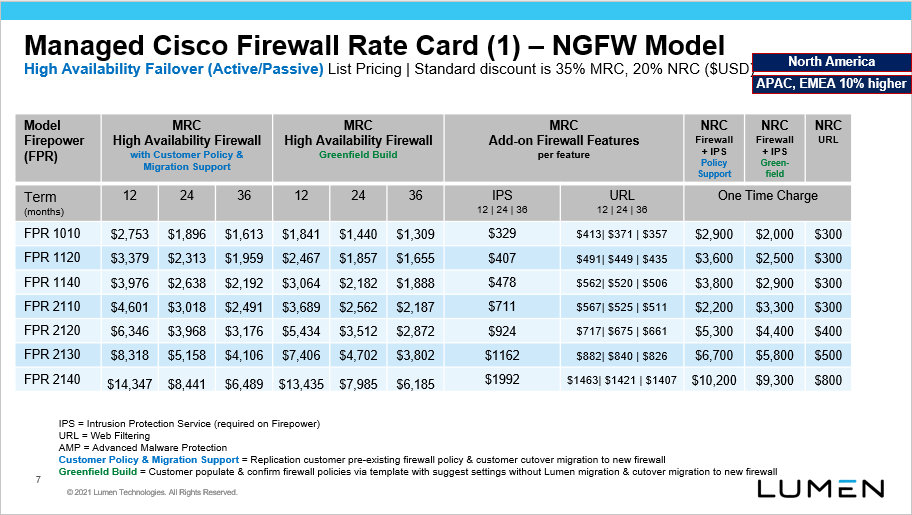 Managed Cisco Firewall Rate Card (1) – NGFW Model
High Availability Failover (Active/Passive) List Pricing | Standard discount is 35% MRC, 20% NRC ($USD)
North America
APAC, EMEA 10% higher
Model Firepower (FPR) | MRC High Availability Firewall with Customer Policy & Migration Support | MRC High Availability Firewall Greenfield Build | MRC Add-on Firewall Features per feature | NRC Firewall + IPS Policy Support | NRC Firewall + IPS Green-field | NRC URL
Term (months) | 12 | 24 | 36 | 12 | 24 | 36 | IPS 12 | 24 | 36 | URL 12 | 24 | 36 | One Time Charge
FPR 1010 $2,753 $1,896 $1,613 $1,841 $1,440 $1,309 $329 $413| $371 | $357 $2,900 $2,000 $300
FPR 1120 $3,379 $2,313 $1,959 $2,467 $1,857 $1,655 $407 $491| $449 | $435 $3,600 $2,500 $300
FPR 1140 $3,976 $2,638 $2,192 $3,064 $2,182 $1,888 $478 $562| $520 | $506 $3,800 $2,900 $300
FPR 2110 $4,601 $3,018 $2,491 $3,689 $2,562 $2,187 $711 $567| $525 | $511 $2,200 $3,300 $300
FPR 2120 $6,346 $3,968 $3,176 $5,434 $3,512 $2,872 $924 $717| $675 | $661 $5,300 $4,400 $400
FPR 2130 $8,318 $5,158 $4,106 $7,406 $4,702 $3,802 $1162 $882| $840 | $826 $6,700 $5,800 $500
FPR 2140 $14,347 $8,441 $6,489 $13,435 $7,985 $6,185 $1992 $1463| $1421 | $1407 $10,200 $9,300 $800
IPS = Intrusion Protection Service (required on Firepower)
URL = Web Filtering
AMP = Advanced Malware Protection
Customer Policy & Migration Support = Replication customer pre-existing firewall policy & customer cutover migration to new firewall
Greenfield Build = Customer populate & confirm firewall policies via template with suggest settings without Lumen migration & cutover migration to new firewall
7
© 2021 Lumen Technologies. All Rights Reserved.
LUMEN